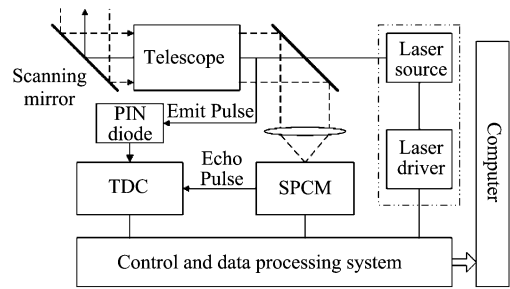 Scanning
mirror
Telescope
Laser
source
PIN
diode
Emit Pulse
Laser
driver
Computer
TDC
Echo
Pulse
SPCM
Control and data processing system